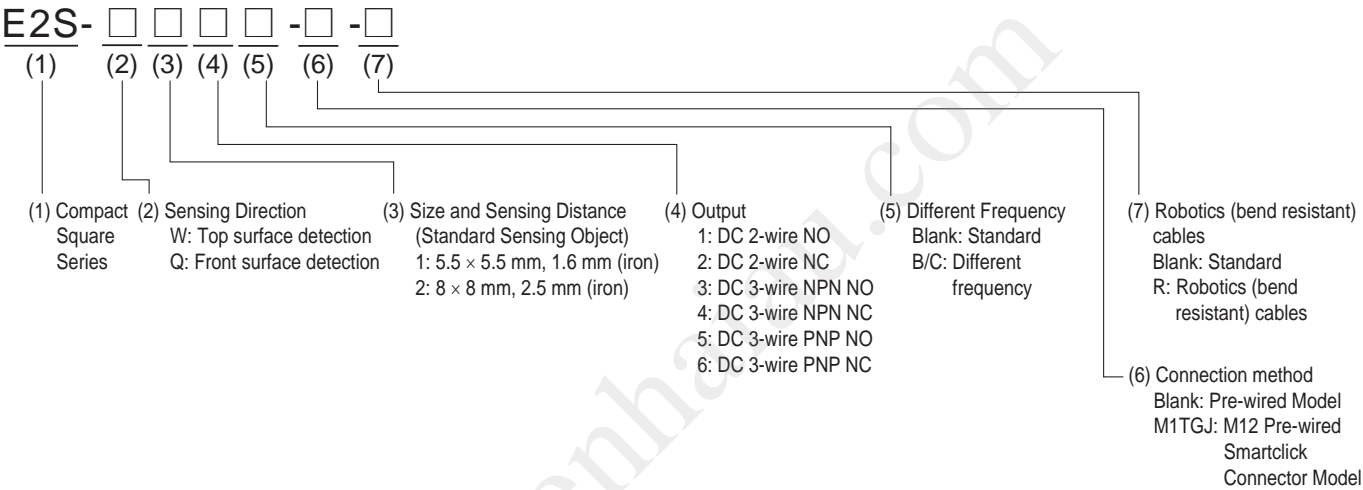 E2S- □ □ □ □ -□ -□
(1) (2) (3) (4) (5) (6) (7)
(1) Compact
Square
Series
(2) Sensing Direction
W: Top surface detection
Q: Front surface detection
(3) Size and Sensing Distance
(Standard Sensing Object)
1: 5.5 × 5.5 mm, 1.6 mm (iron)
2: 8 × 8 mm, 2.5 mm (iron)
(4) Output
1: DC 2-wire NO
2: DC 2-wire NC
3: DC 3-wire NPN NO
4: DC 3-wire NPN NC
5: DC 3-wire PNP NO
6: DC 3-wire PNP NC
(5) Different Frequency
Blank: Standard
B/C: Different
frequency
(7) Robotics (bend resistant)
cables
Blank: Standard
R: Robotics (bend
resistant) cables
(6) Connection method
Blank: Pre-wired Model
M1TGJ: M12 Pre-wired
Smartclick
Connector Model